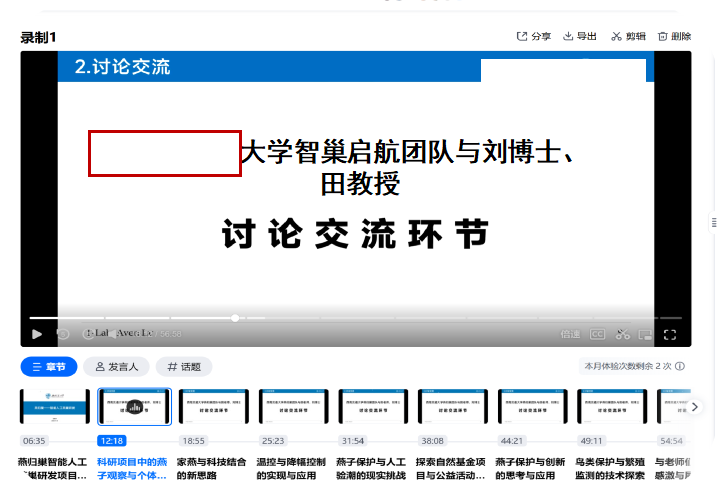 录制1
分享 导出 剪辑 删除
2.讨论交流
大学智巢启航团队与刘博士、
田教授
讨论交流环节
倍速 CC
章节 发言人 # 话题 本月体验次数剩余 2 次
06:35 12:18 18:55 25:23 31:54 38:08 44:21 49:11 54:54
燕归巢智能人工
巢研发项目...
科研项目中的燕
子观察与个体...
家燕与科技结合
的新思路
温控与降幅控制
的实现与应用
燕子保护与人工
验潮的现实挑战
探索自然基金项
目与公益活动...
燕子保护与创新
的思考与应用
鸟类保护与繁殖
监测的技术探索
与老师
感激与